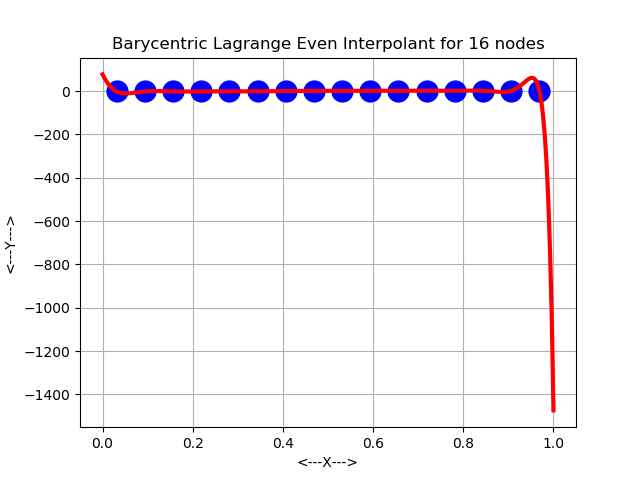 Barycentric Lagrange Even Interpolant for 16 nodes
0
−200
−400
−600
−800
−1000
−1200
−1400
<---Y--->
0.0 0.2 0.4 0.6 0.8 1.0
<---X--->